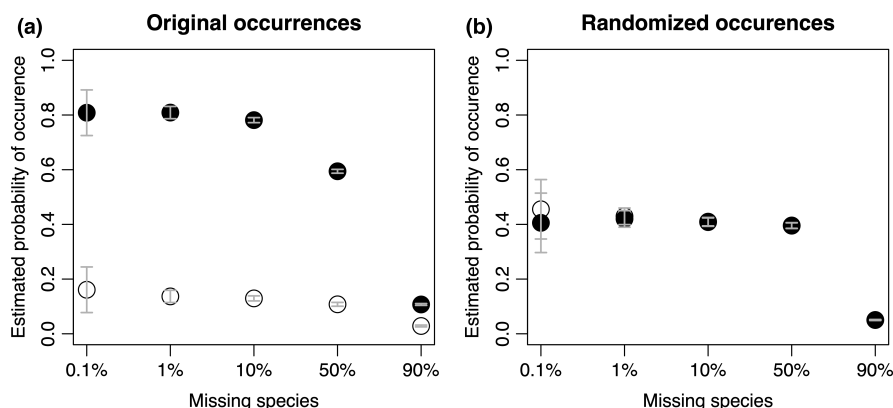 (a) Original occurrences
Estimated probability of occurence
1.0
0.8
0.6
0.4
0.2
0.0
0.1% 1% 10% 50% 90%
Missing species
(b) Randomized occurences
Estimated probability of occurence
1.0
0.8
0.6
0.4
0.2
0.0
0.1% 1% 10% 50% 90%
Missing species